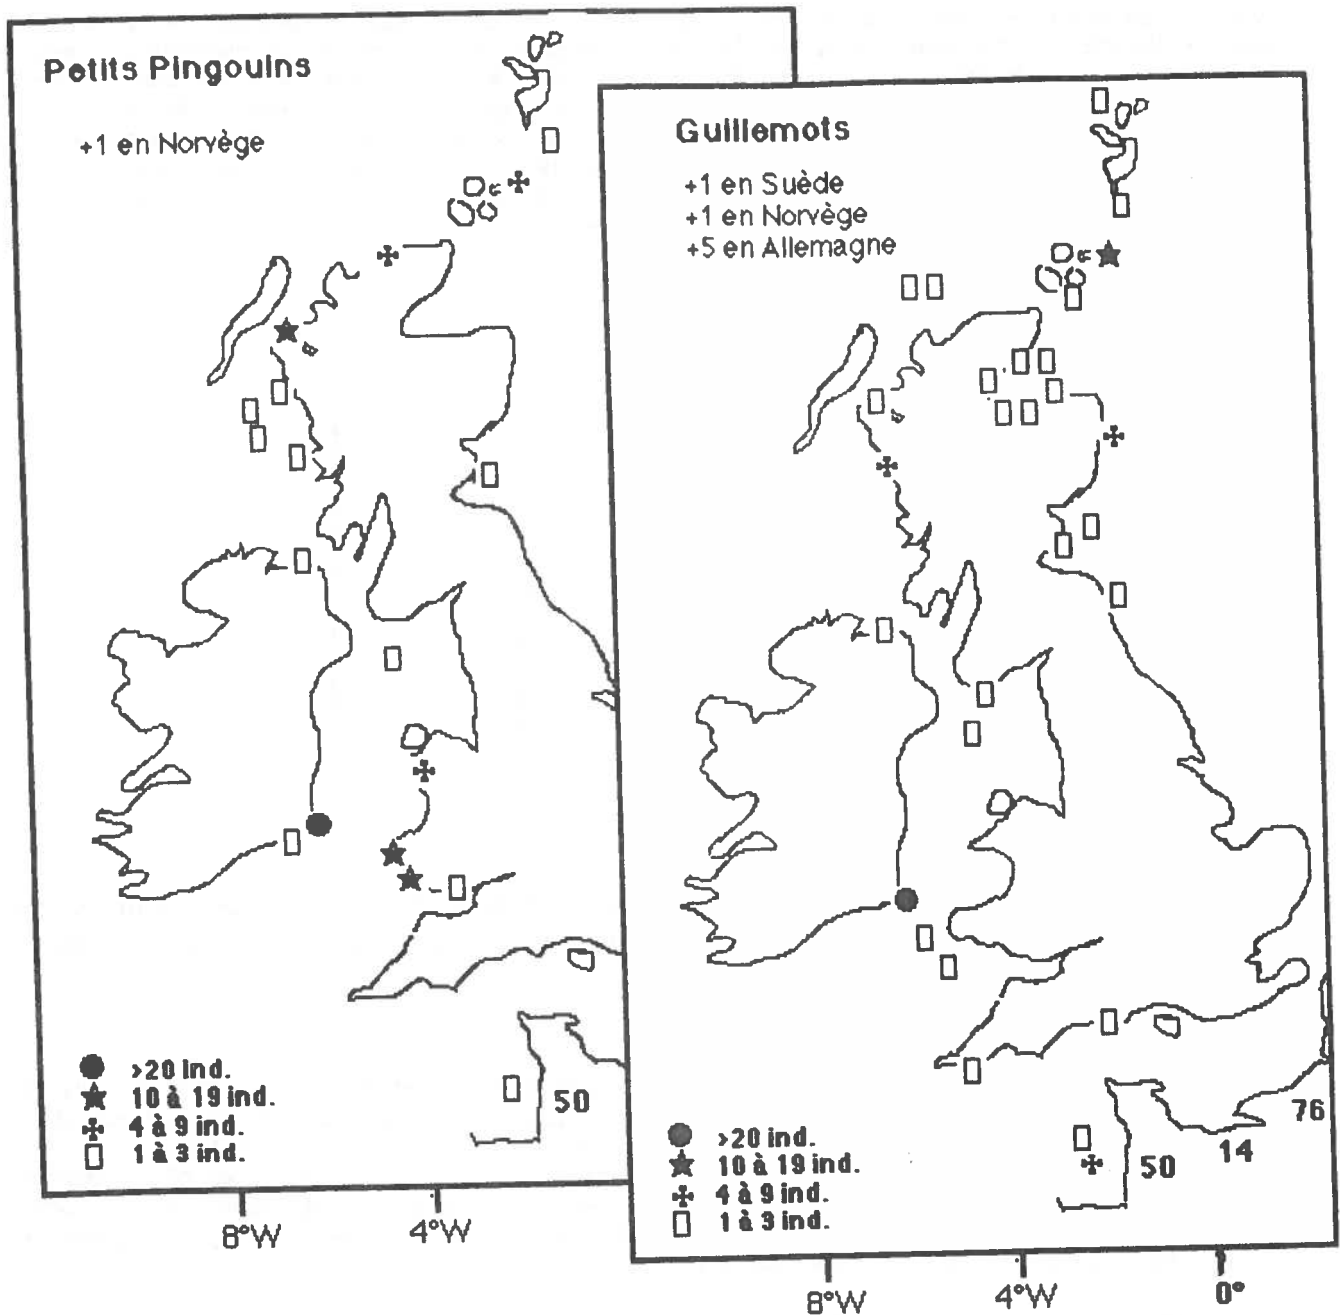 Petits Pingouins
+1 en Norvège
50
>20 ind.
10 à 19 ind.
4 à 9 ind.
1 à 3 ind.
8°W
4°W
Guillemots
+1 en Suède
+1 en Norvège
+5 en Allemagne
76
14
50
>20 ind.
10 à 19 ind.
4 à 9 ind.
1 à 3 ind.
8°W
4°W
0°